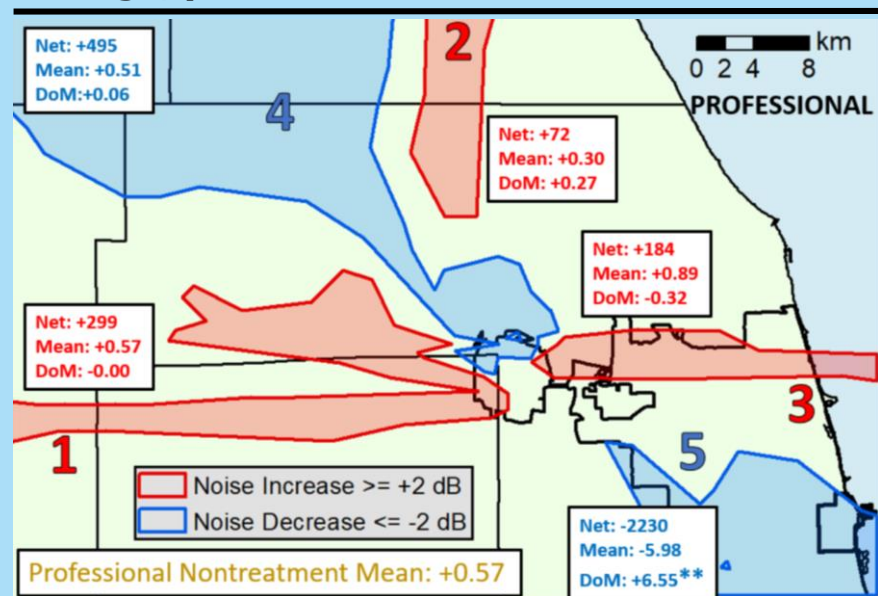 Net: +495
Mean: +0.51
DoM:+0.06
2
km
0 2 4 8
PROFESSIONAL
4
Net: +72
Mean: +0.30
DoM: +0.27
Net: +184
Mean: +0.89
DoM: -0.32
Net: +299
Mean: +0.57
DoM: -0.00
3
1
5
Noise Increase >= +2 dB
Noise Decrease <= -2 dB
Net: -2230
Mean: -5.98
DoM: +6.55**
Professional Nontreatment Mean: +0.57